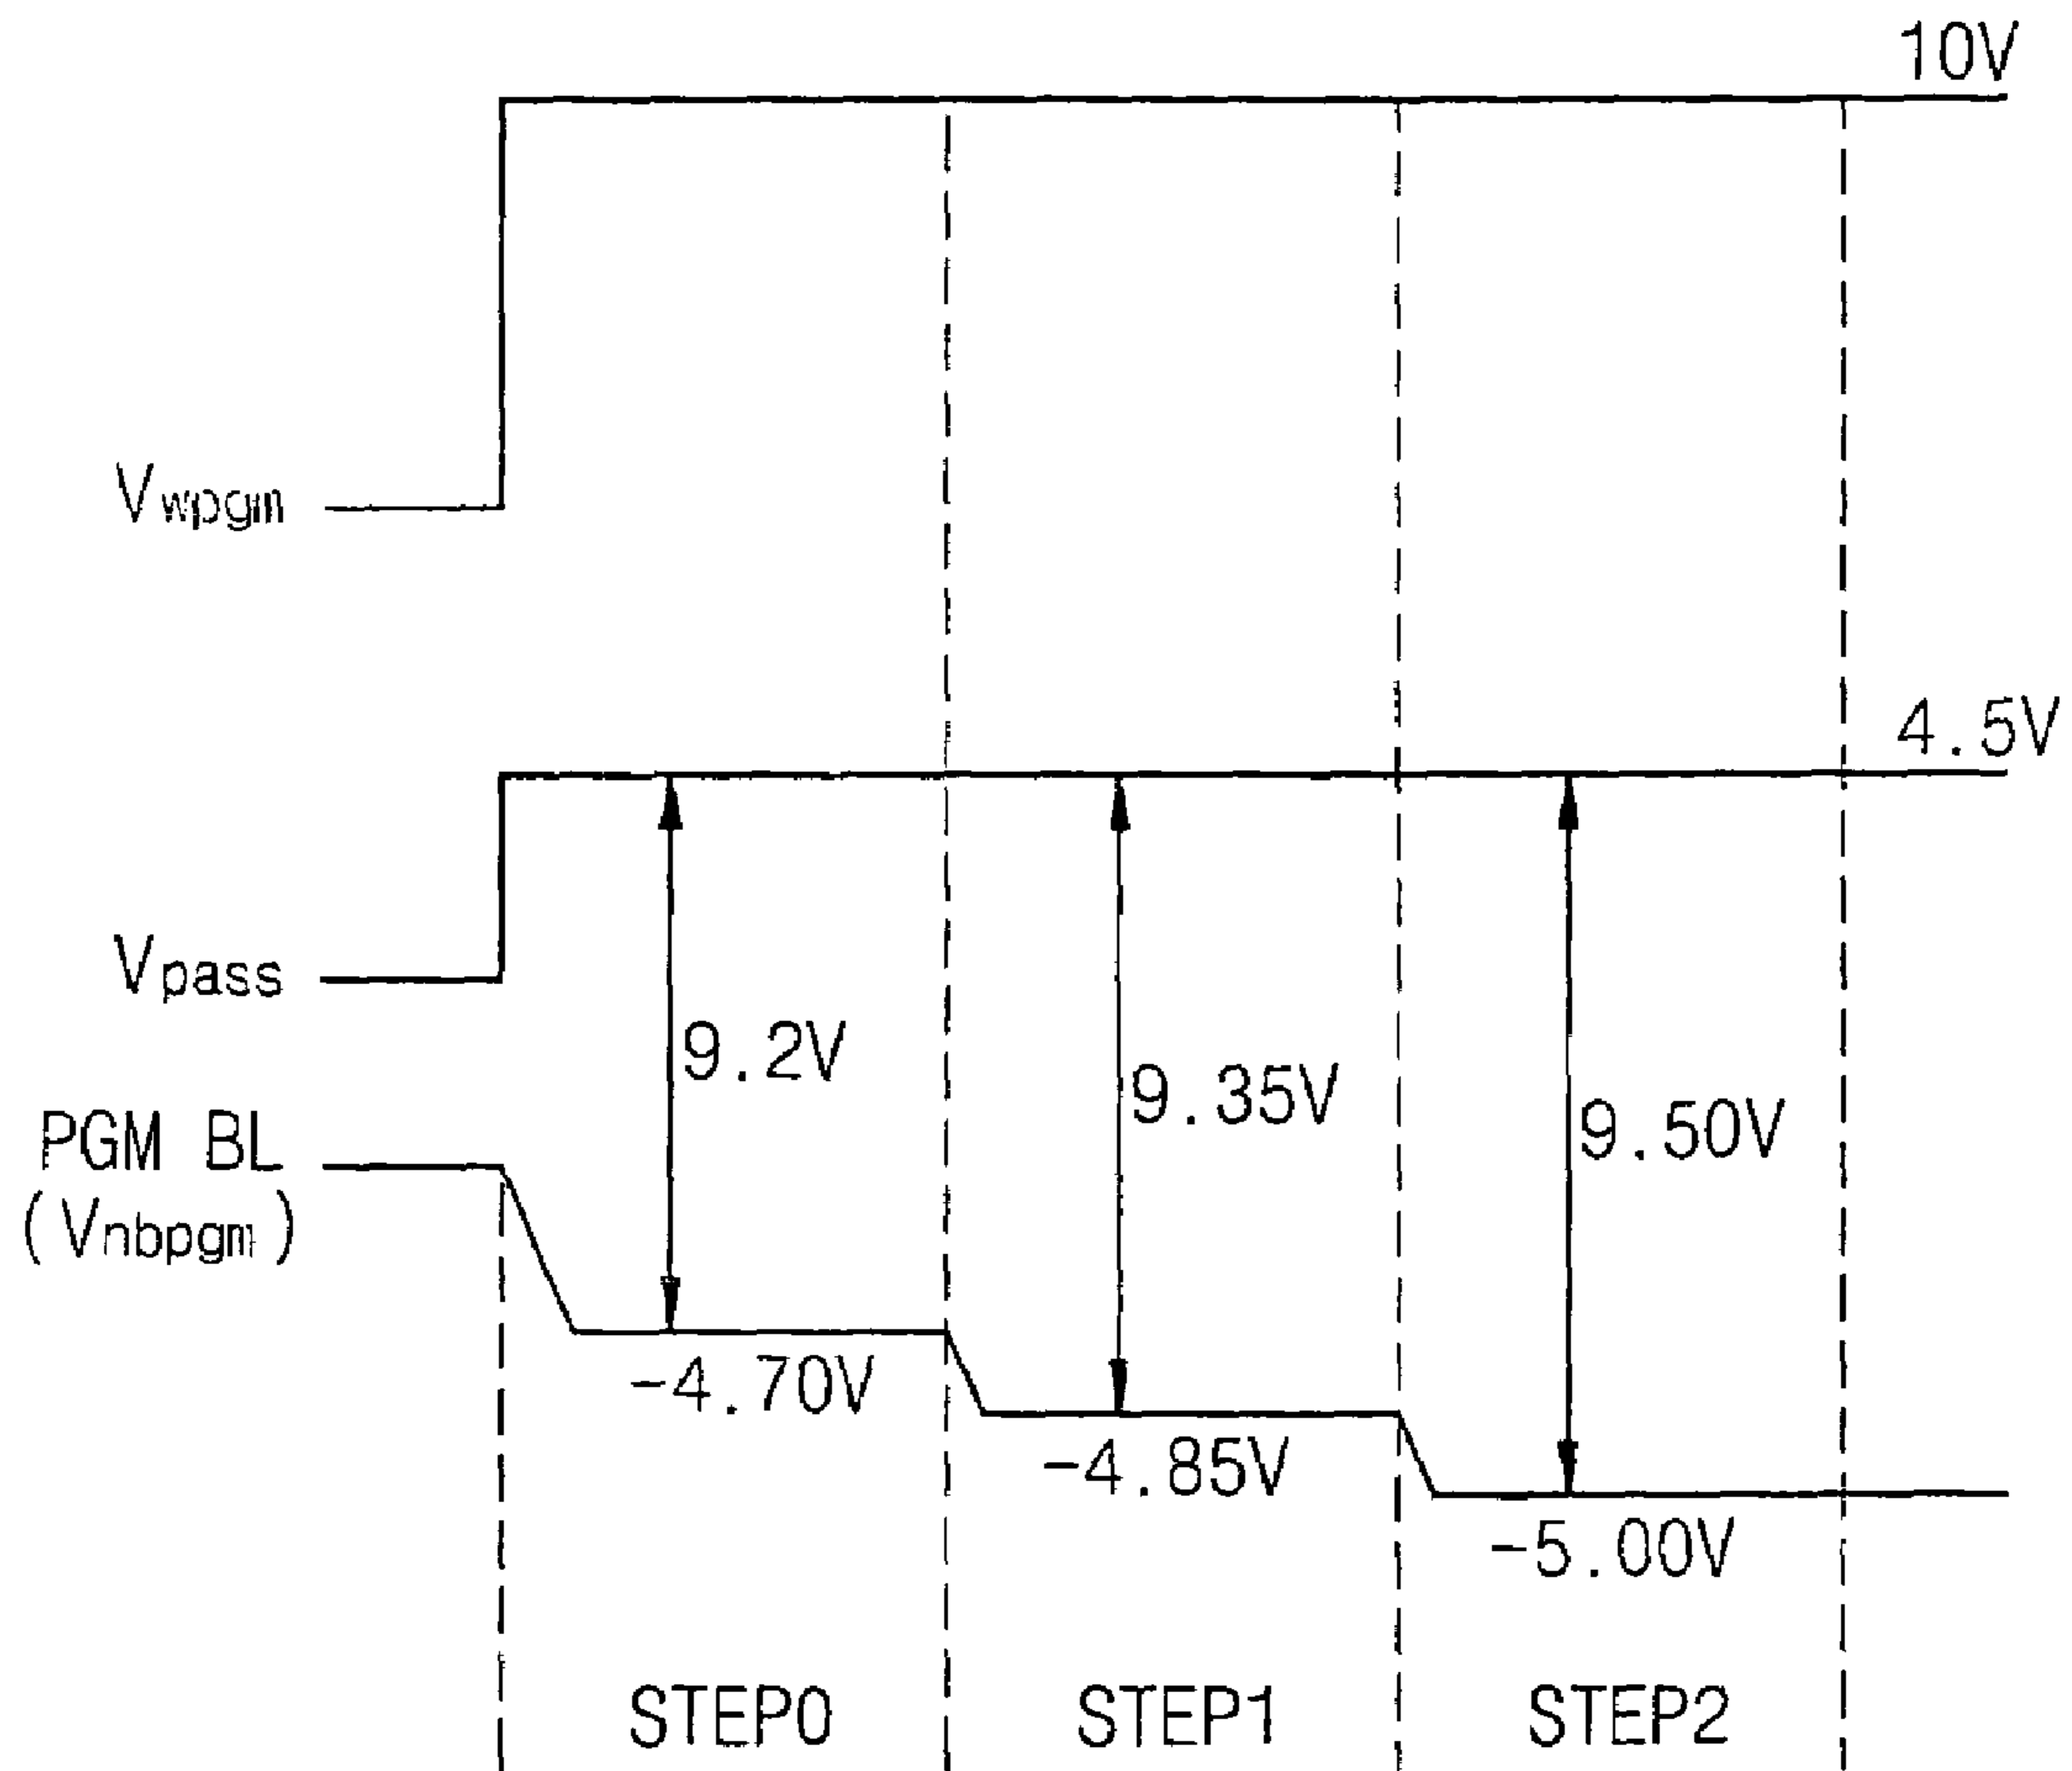 10V
Vwpgm
4.5V
Vpass
9.2V
9.35V
9.50V
PGM BL
(Vnbpgm)
-4.70V
-4.85V
-5.00V
STEP0
STEP1
STEP2